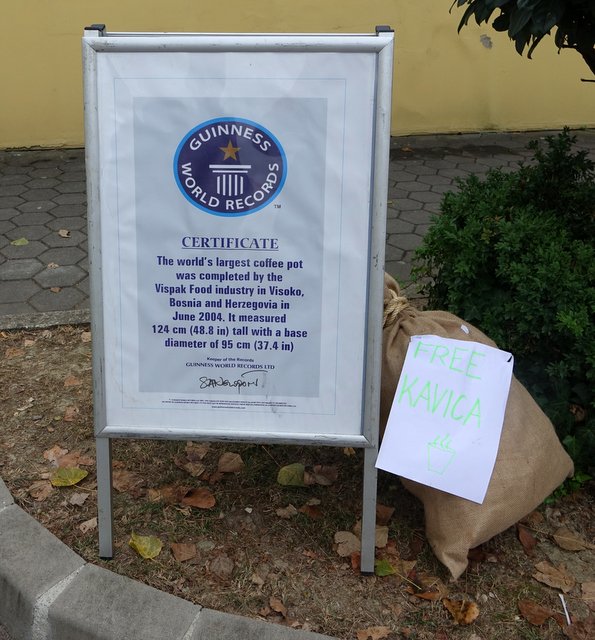 GUINNESS
WORLD RECORDS
TM
CERTIFICATE
The world's largest coffee pot
was completed by the
Vispak Food industry in Visoko,
Bosnia and Herzegovia in
June 2004. It measured
124 cm (48.8 in) tall with a base
diameter of 95 cm (37.4 in)
Keeper of the Records
GUINNESS WORLD RECORDS LTD
FREE
KAVICA